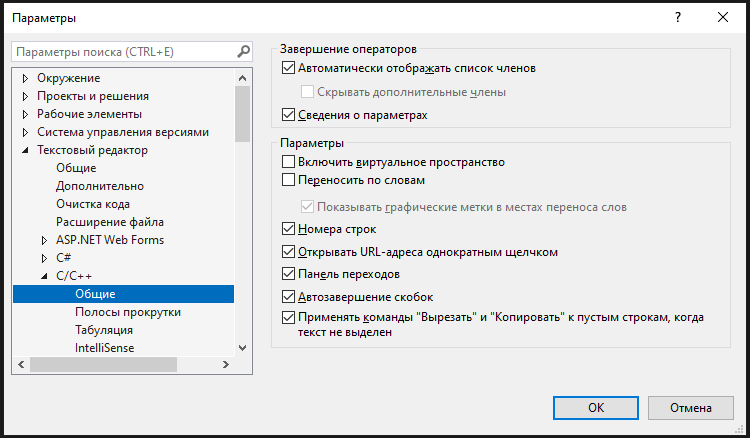 Параметры
?
Параметры поиска (CTRL+E)
Окружение
Проекты и решения
Рабочие элементы
Система управления версиями
Текстовый редактор
Общие
Дополнительно
Очистка кода
Расширение файла
ASP.NET Web Forms
C#
C/C++
Общие
Полосы прокрутки
Табуляция
IntelliSense
Завершение операторов
Автоматически отображать список членов
Скрывать дополнительные члены
Сведения о параметрах
Параметры
Включить виртуальное пространство
Переносить по словам
Показывать графические метки в местах переноса слов
Номера строк
Открывать URL-адреса однократным щелчком
Панель переходов
Автозавершение скобок
Применять команды "Вырезать" и "Копировать" к пустым строкам, когда
текст не выделен
ОК
Отмена